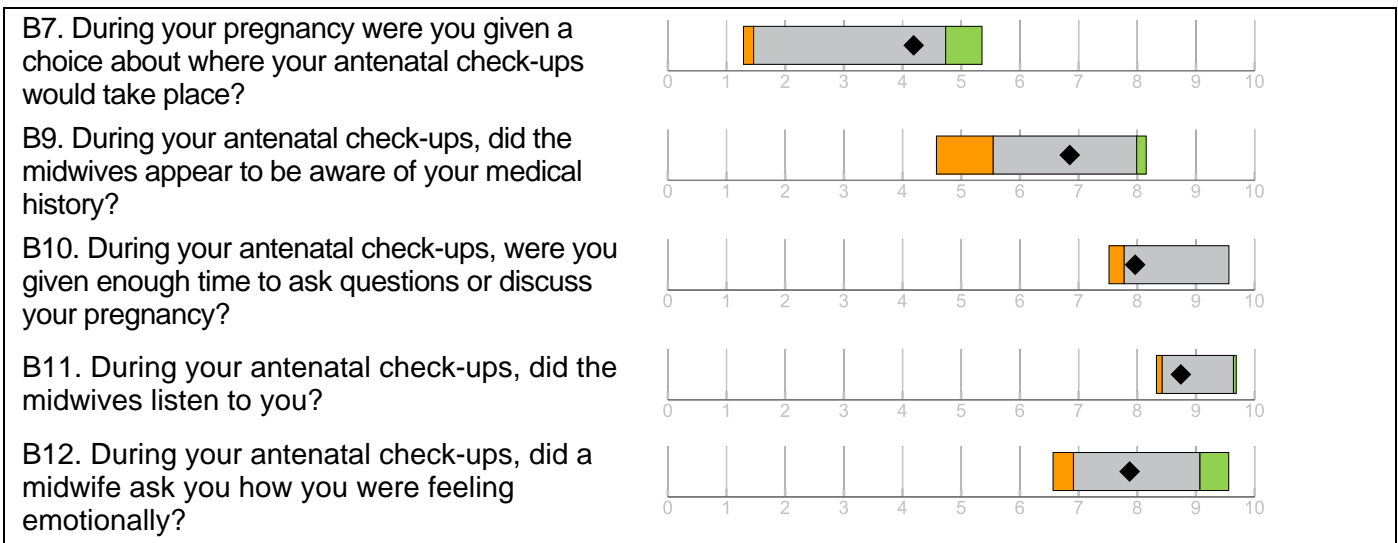 B7. During your pregnancy were you given a
choice about where your antenatal check-ups
would take place?
0 1 2 3 4 5 6 7 8 9 10
B9. During your antenatal check-ups, did the
midwives appear to be aware of your medical
history?
0 1 2 3 4 5 6 7 8 9 10
B10. During your antenatal check-ups, were you
given enough time to ask questions or discuss
your pregnancy?
0 1 2 3 4 5 6 7 8 9 10
B11. During your antenatal check-ups, did the
midwives listen to you?
0 1 2 3 4 5 6 7 8 9 10
B12. During your antenatal check-ups, did a
midwife ask you how you were feeling
emotionally?
0 1 2 3 4 5 6 7 8 9 10